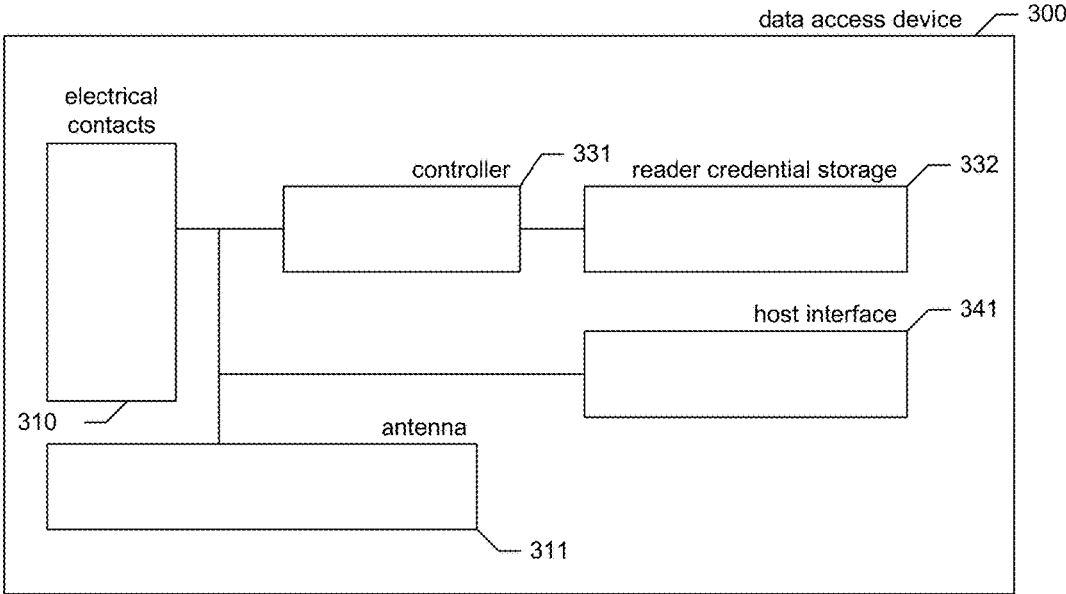 data access device
300
electrical
contacts
controller
331
reader credential storage
332
host interface
341
310
antenna
311